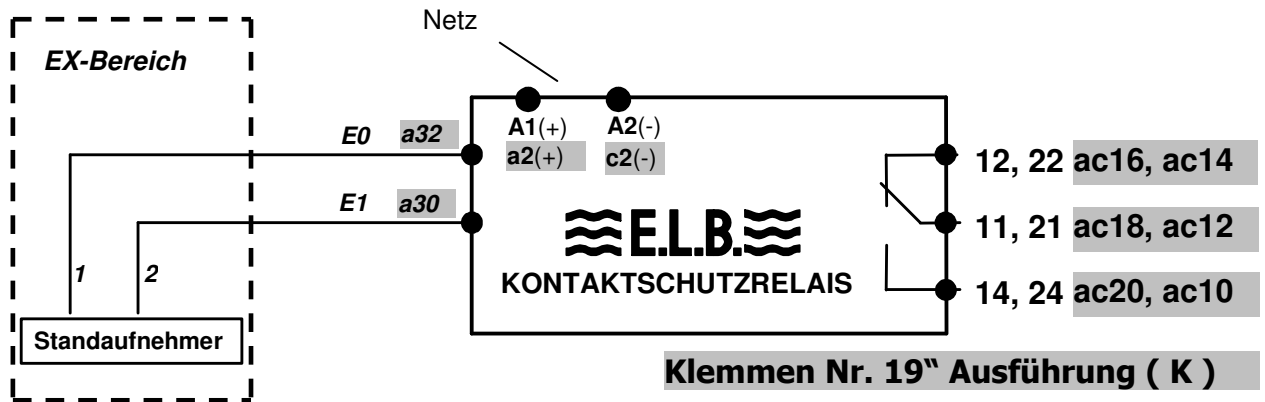 Netz
EX-Bereich
E0 a32
A1(+) A2(-)
a2(+) c2(-)
12, 22 ac16, ac14
E1 a30
E.L.B.
11, 21 ac18, ac12
KONTAKTSCHUTZRELAIS
1 2
14, 24 ac20, ac10
Standaufnehmer
Klemmen Nr. 19“ Ausführung ( K )